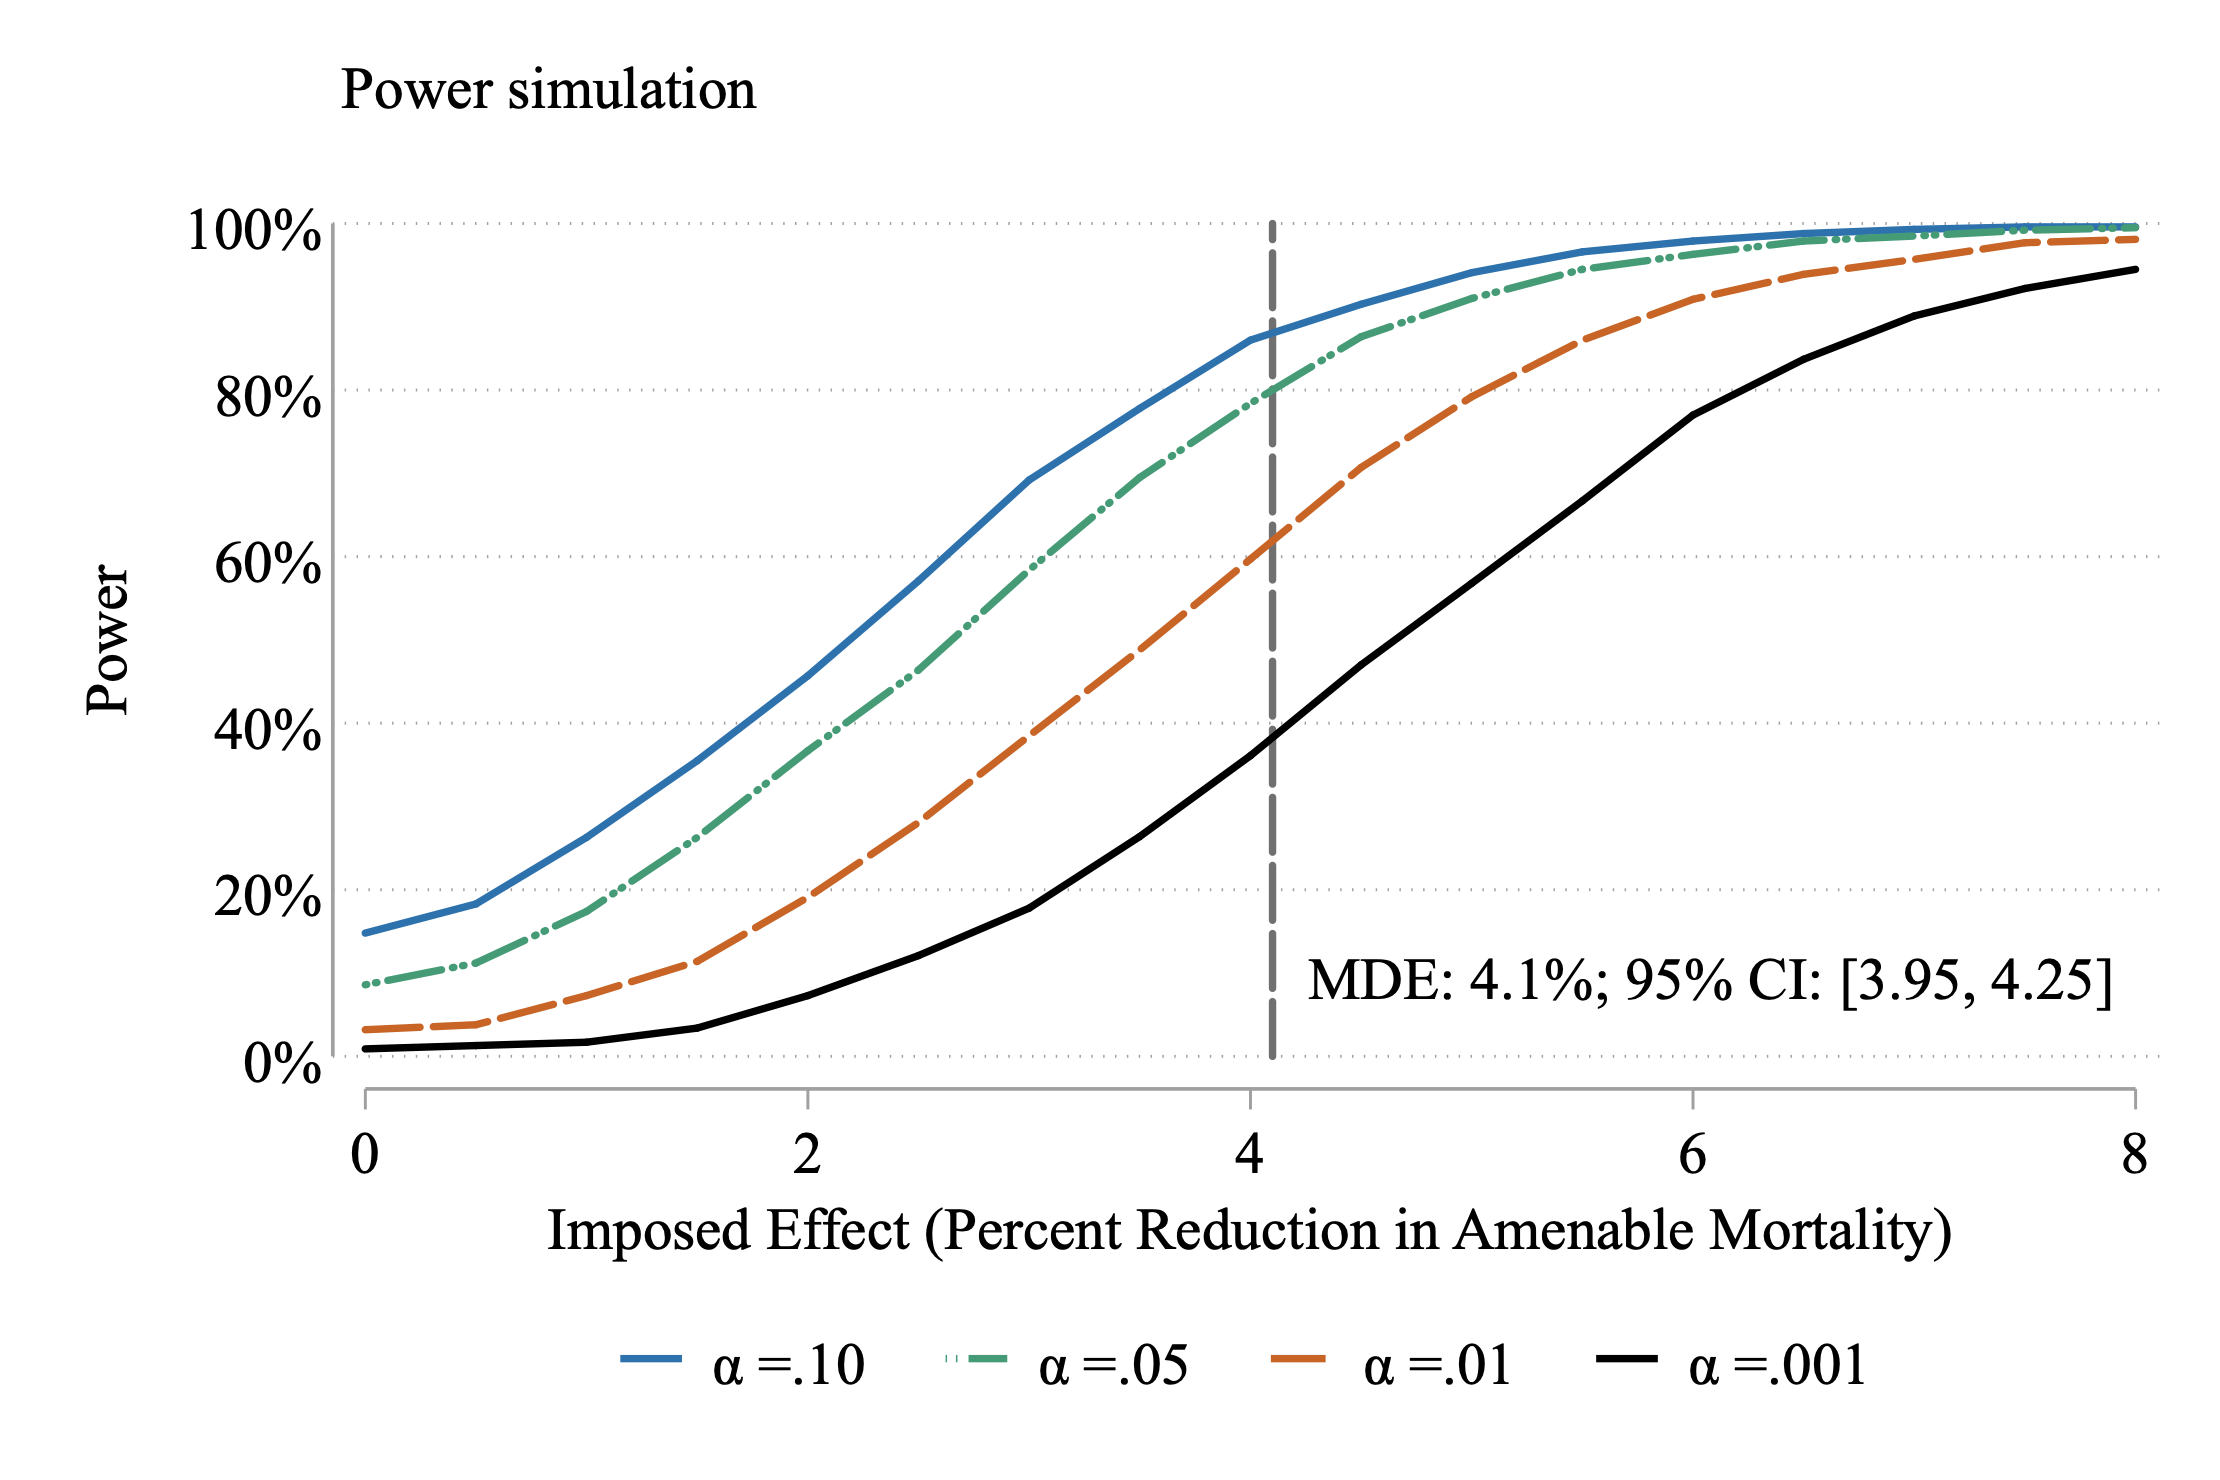 Power simulation
100%
80%
60%
40%
20%
0%
Power
MDE: 4.1%; 95% CI: [3.95, 4.25]
0 2 4 6 8
Imposed Effect (Percent Reduction in Amenable Mortality)
α =.10 α =.05 α =.01 α =.001